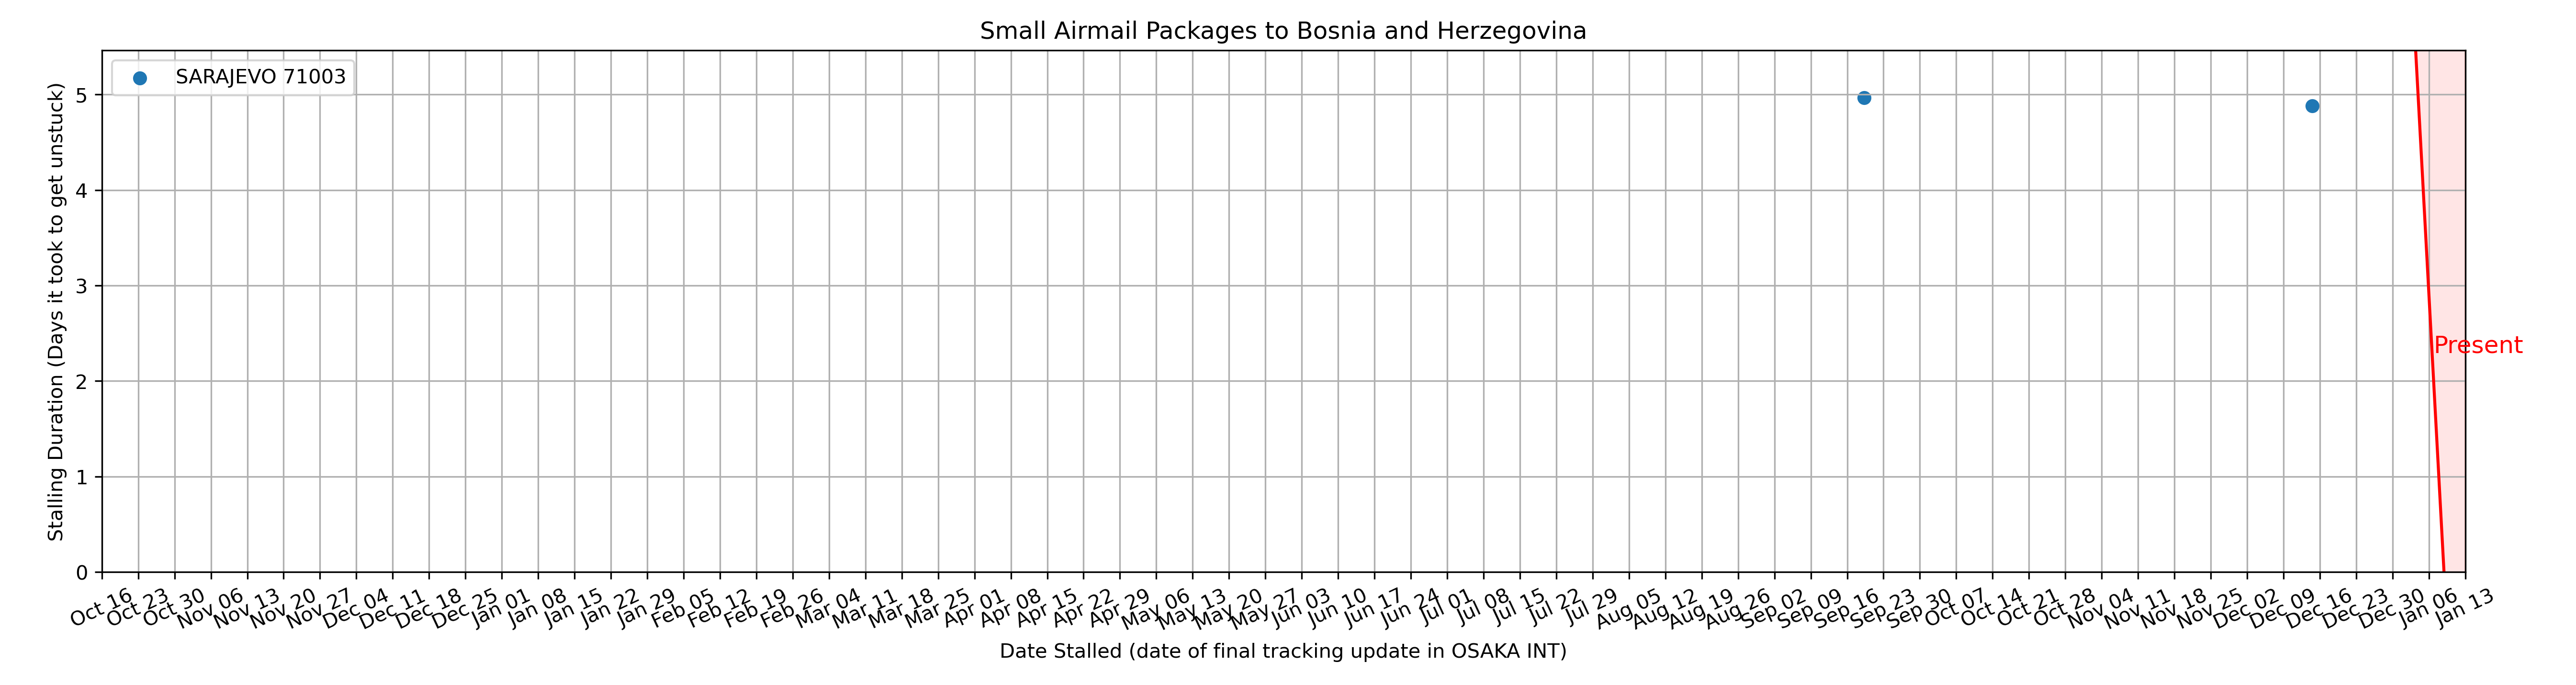 Small Airmail Packages to Bosnia and Herzegovina
SARAJEVO 71003
Stalling Duration (Days it took to get unstuck)
5
4
3
2
1
0
Present
Oct 16
Oct 23
Oct 30
Nov 06
Nov 13
Nov 20
Nov 27
Dec 04
Dec 11
Dec 18
Dec 25
Jan 01
Jan 08
Jan 15
Jan 22
Jan 29
Feb 05
Feb 12
Feb 19
Feb 26
Mar 04
Mar 11
Mar 18
Mar 25
Apr 01
Apr 08
Apr 15
Apr 22
Apr 29
May 06
May 13
May 20
May 27
Jun 03
Jun 10
Jun 17
Jun 24
Jul 01
Jul 08
Jul 15
Jul 22
Jul 29
Aug 05
Aug 12
Aug 19
Aug 26
Sep 02
Sep 09
Sep 16
Sep 23
Sep 30
Oct 07
Oct 14
Oct 21
Oct 28
Nov 04
Nov 11
Nov 18
Nov 25
Dec 02
Dec 09
Dec 16
Dec 23
Dec 30
Jan 06
Jan 13
Date Stalled (date of final tracking update in OSAKA INT)